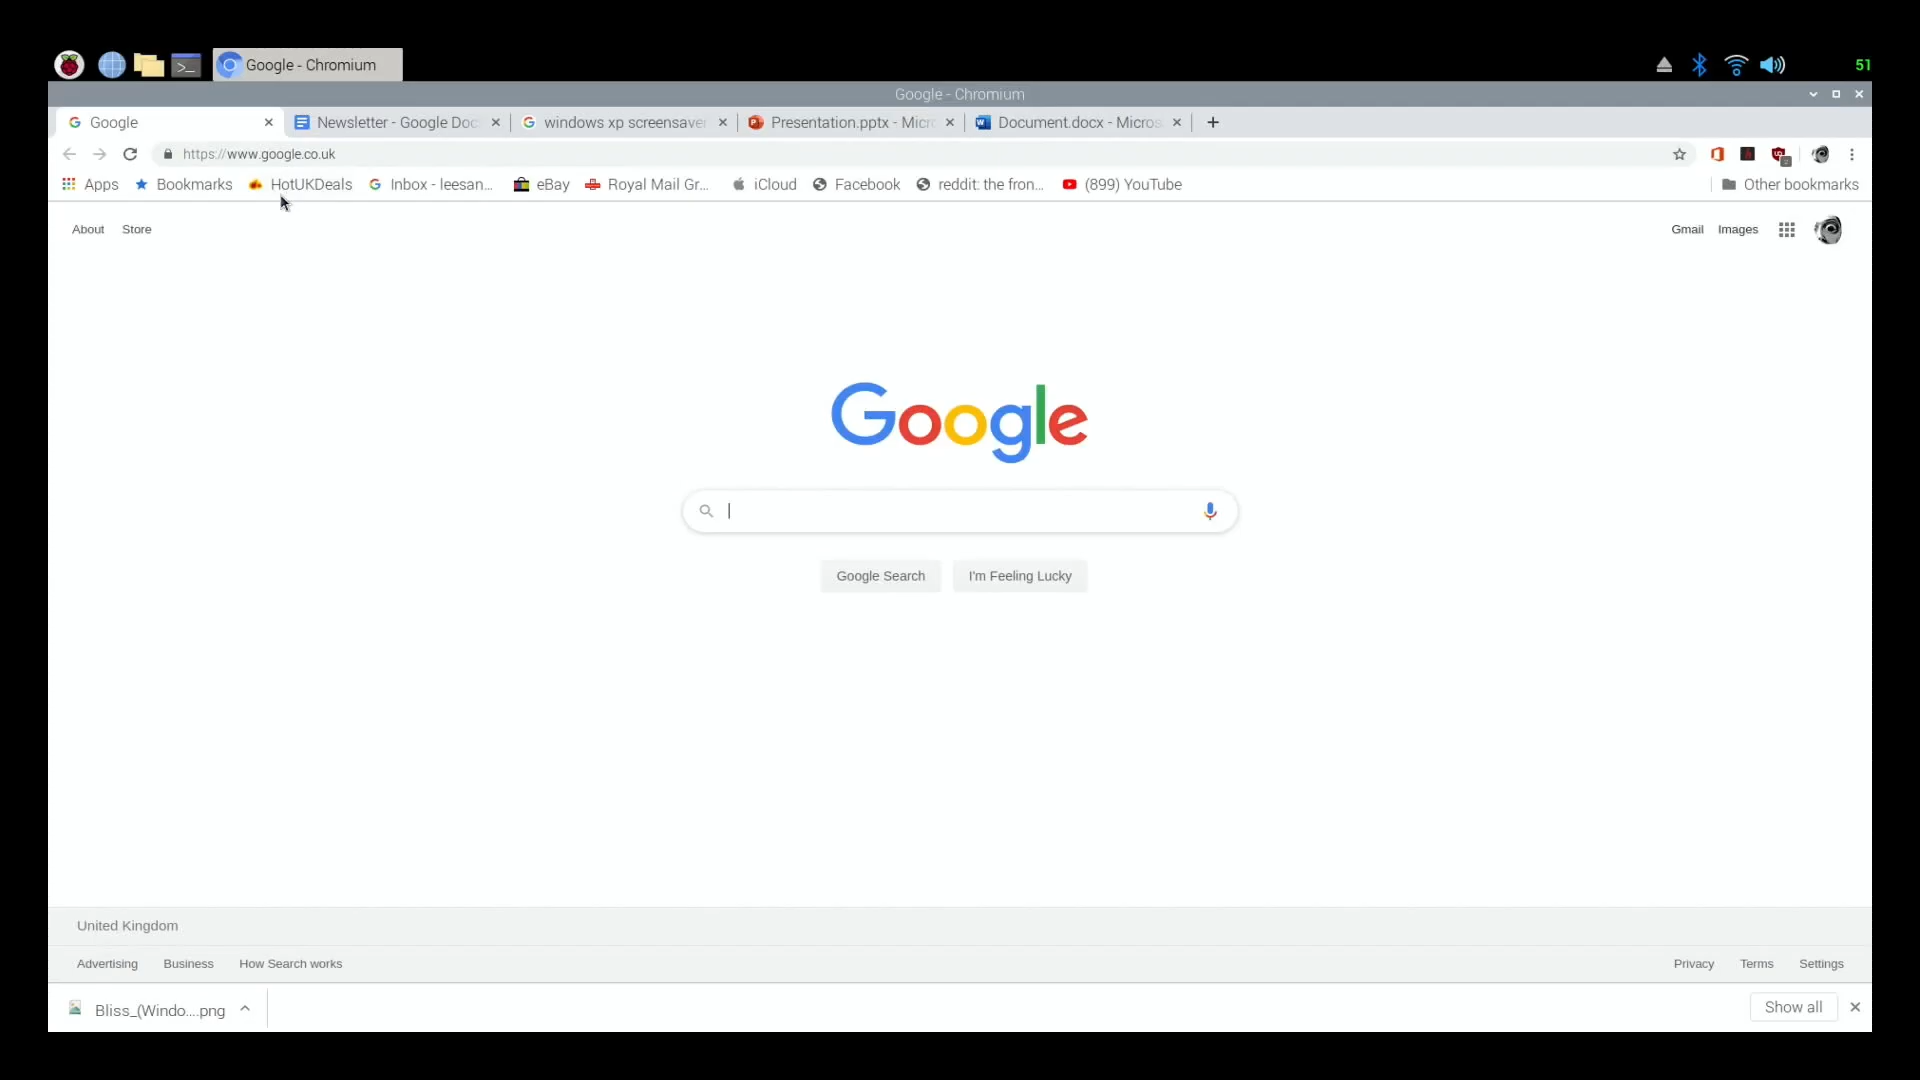 Google - Chromium
51
Google - Chromium
Google
Newsletter - Google Doc
windows xp screensaver
Presentation.pptx - Micro
Document.docx - Micros
https://www.google.co.uk
Apps
Bookmarks
HotUKDeals
Inbox - leesan...
eBay
Royal Mail Gr...
iCloud
Facebook
reddit: the fron...
(899) YouTube
Other bookmarks
About
Store
Gmail
Images
Google
Google Search
I'm Feeling Lucky
United Kingdom
Advertising
Business
How Search works
Privacy
Terms
Settings
Bliss_(Windo....png
Show all